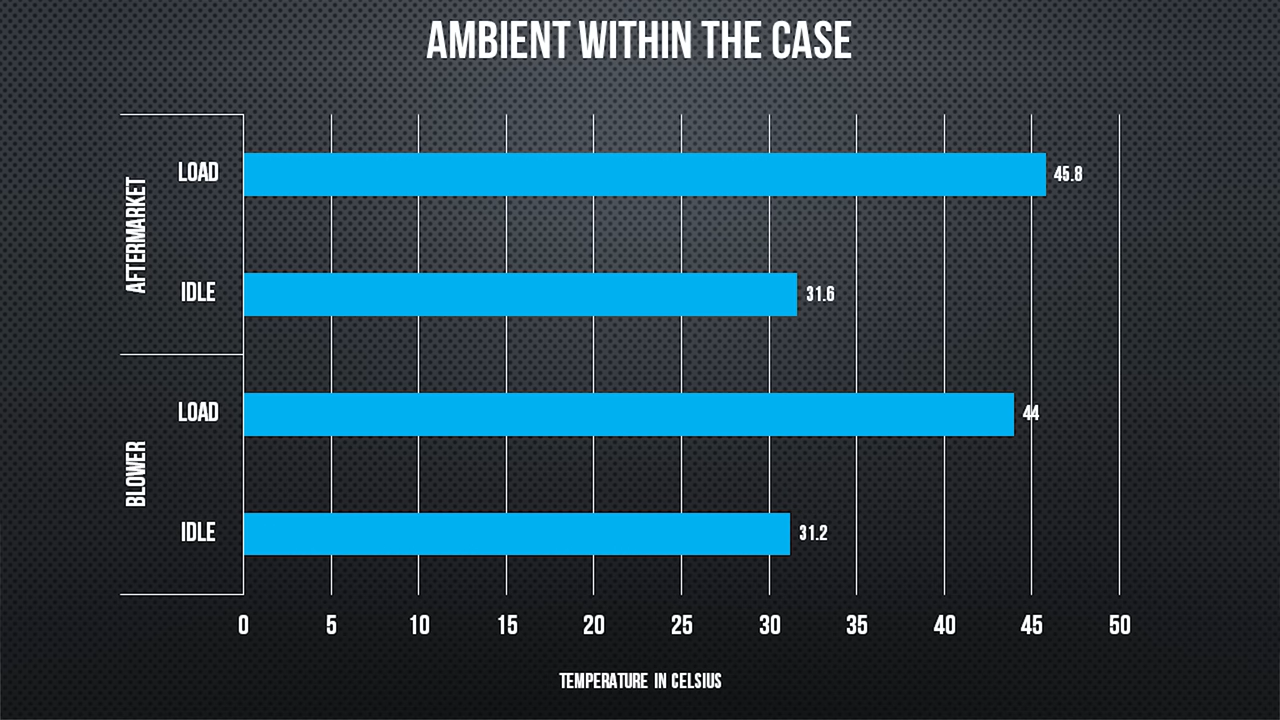 AMBIENT WITHIN THE CASE
AFTERMARKET
LOAD
45.8
IDLE
31.6
BLOWER
LOAD
44
IDLE
31.2
0 5 10 15 20 25 30 35 40 45 50
TEMPERATURE IN CELSIUS